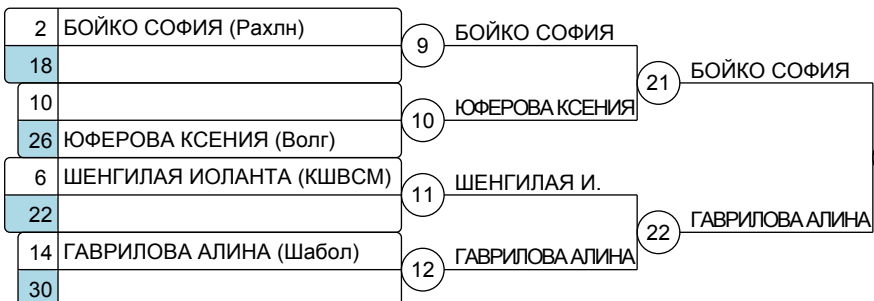 2 БОЙКО СОФИЯ (Рахлн)
18
10
26 ЮФЕРОВА КСЕНИЯ (Волг)
6 ШЕНГИЛАЯ ИОЛАНТА (КШВСМ)
22
14 ГАВРИЛОВА АЛИНА (Шабол)
30
9 БОЙКО СОФИЯ
10 ЮФЕРОВА КСЕНИЯ
11 ШЕНГИЛАЯ И.
12 ГАВРИЛОВА АЛИНА
21 БОЙКО СОФИЯ
22 ГАВРИЛОВА АЛИНА